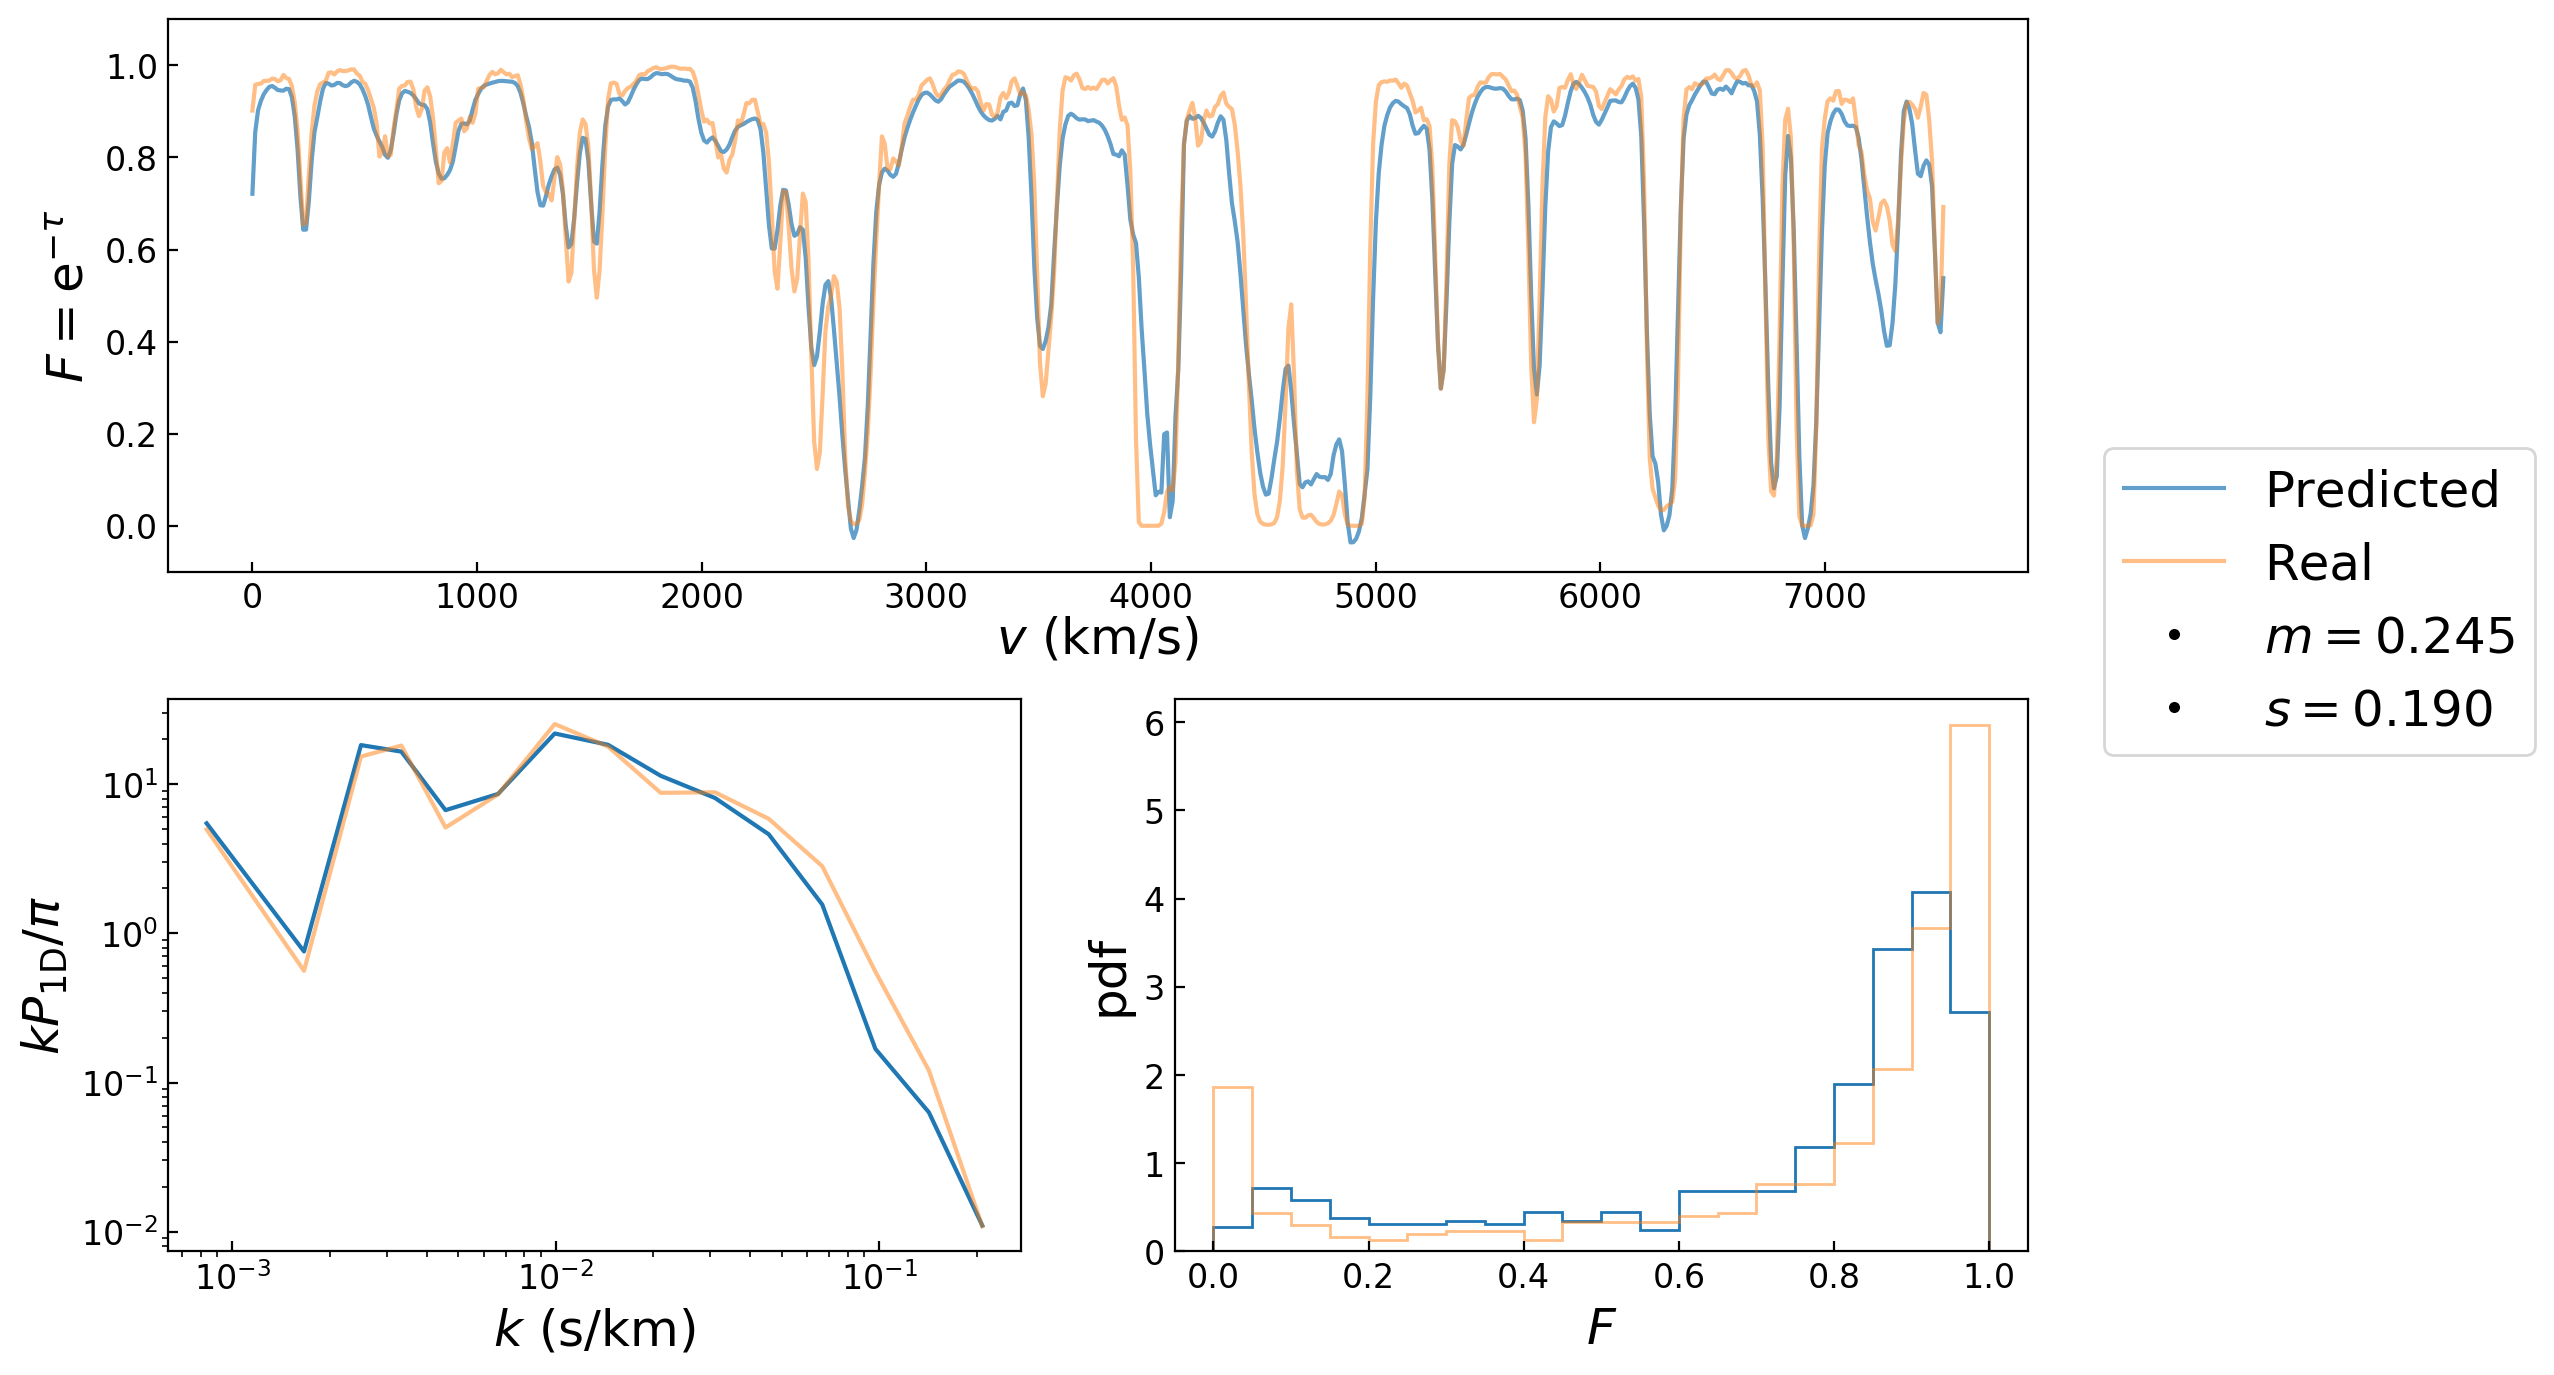 1.0
0.8
0.6
0.4
0.2
0.0
F = e^{−τ}
0 1000 2000 3000 4000 5000 6000 7000
v (km/s)
Predicted
Real
m = 0.245
s = 0.190
10^1
10^0
10^{−1}
10^{−2}
kP_{1D}/π
10^{−3} 10^{−2} 10^{−1}
k (s/km)
6
5
4
3
2
1
0
pdf
0.0 0.2 0.4 0.6 0.8 1.0
F